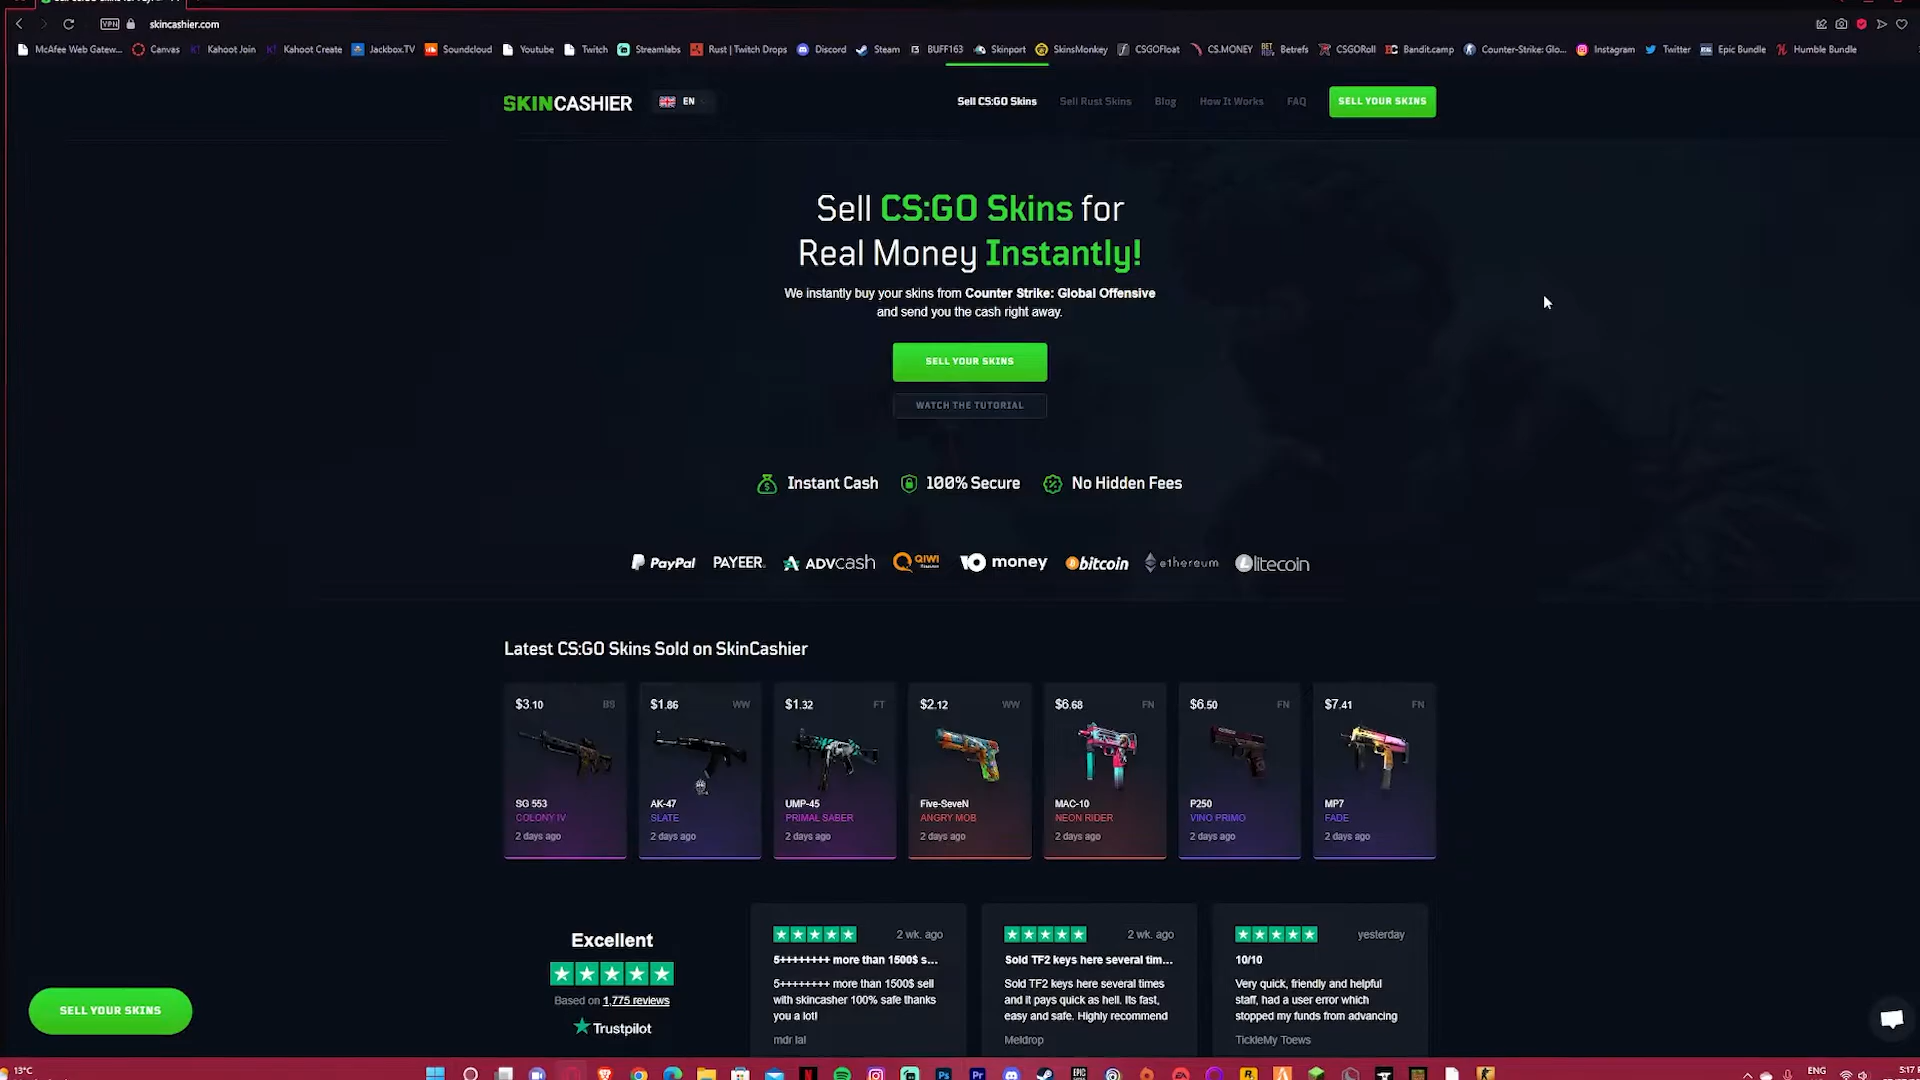 VPN
skincashier.com
McAfee Web Gatew... Canvas Kahoot Join Kahoot Create Jackbox.TV Soundcloud Youtube Twitch Streamlabs Rust | Twitch Drops Discord Steam BUFF163 Skinport SkinsMonkey CSGOFloat CS.MONEY Betrefs CSGORoll Bandit.camp Counter-Strike: Glo... Instagram Twitter Epic Bundle Humble Bundle
SKINCASHIER EN Sell CS:GO Skins Sell Rust Skins Blog How It Works FAQ SELL YOUR SKINS
Sell CS:GO Skins for
Real Money Instantly!
We instantly buy your skins from Counter Strike: Global Offensive
and send you the cash right away.
SELL YOUR SKINS
WATCH THE TUTORIAL
Instant Cash 100% Secure No Hidden Fees
PayPal PAYEER ADVcash QIWI money bitcoin ethereum litecoin
Latest CS:GO Skins Sold on SkinCashier
$3.10 BS $1.86 WW $1.32 FT $2.12 WW $6.68 FN $6.50 FN $7.41 FN
SG 553 AK-47 UMP-45 Five-SeveN MAC-10 P250 MP7
COLONY IV SLATE PRIMAL SABER ANGRY MOB NEON RIDER VINO PRIMO FADE
2 days ago 2 days ago 2 days ago 2 days ago 2 days ago 2 days ago 2 days ago
Excellent
Based on 1,775 reviews
Trustpilot
2 wk. ago
5++++++++ more than 1500$ s...
5++++++++ more than 1500$ sell
with skincasher 100% safe thanks
you a lot!
mdr lal
2 wk. ago
Sold TF2 keys here several tim...
Sold TF2 keys here several times
and it pays quick as hell. Its fast,
easy and safe. Highly recommend
Meldrop
yesterday
10/10
Very quick, friendly and helpful
staff, had a user error which
stopped my funds from advancing
TickleMy Toews
SELL YOUR SKINS
13°C
ENG
5:17 P